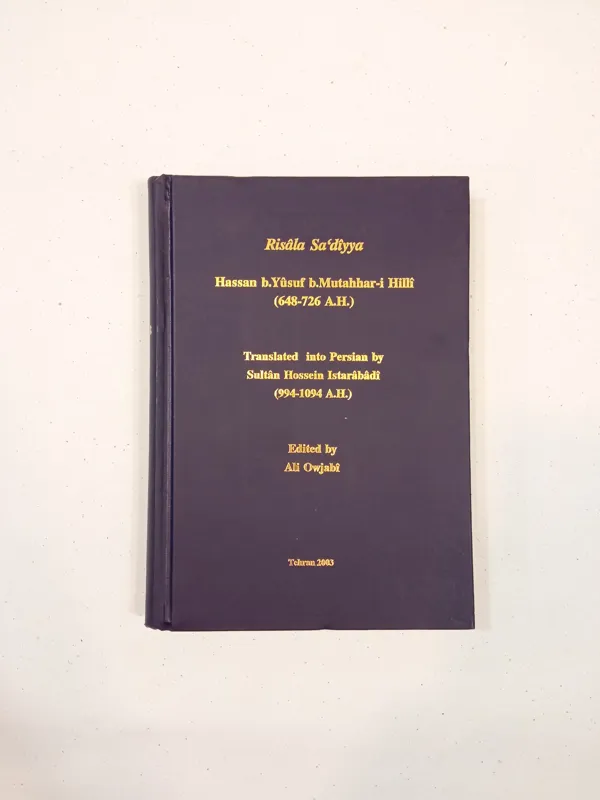 Risâla Sa‘dîyya
Hassan b.Yûsuf b.Mutahhar-i Hillî
(648-726 A.H.)
Translated into Persian by
Sultân Hossein Istarâbâdî
(994-1094 A.H.)
Edited by
Ali Owjabî
Tehran 2003